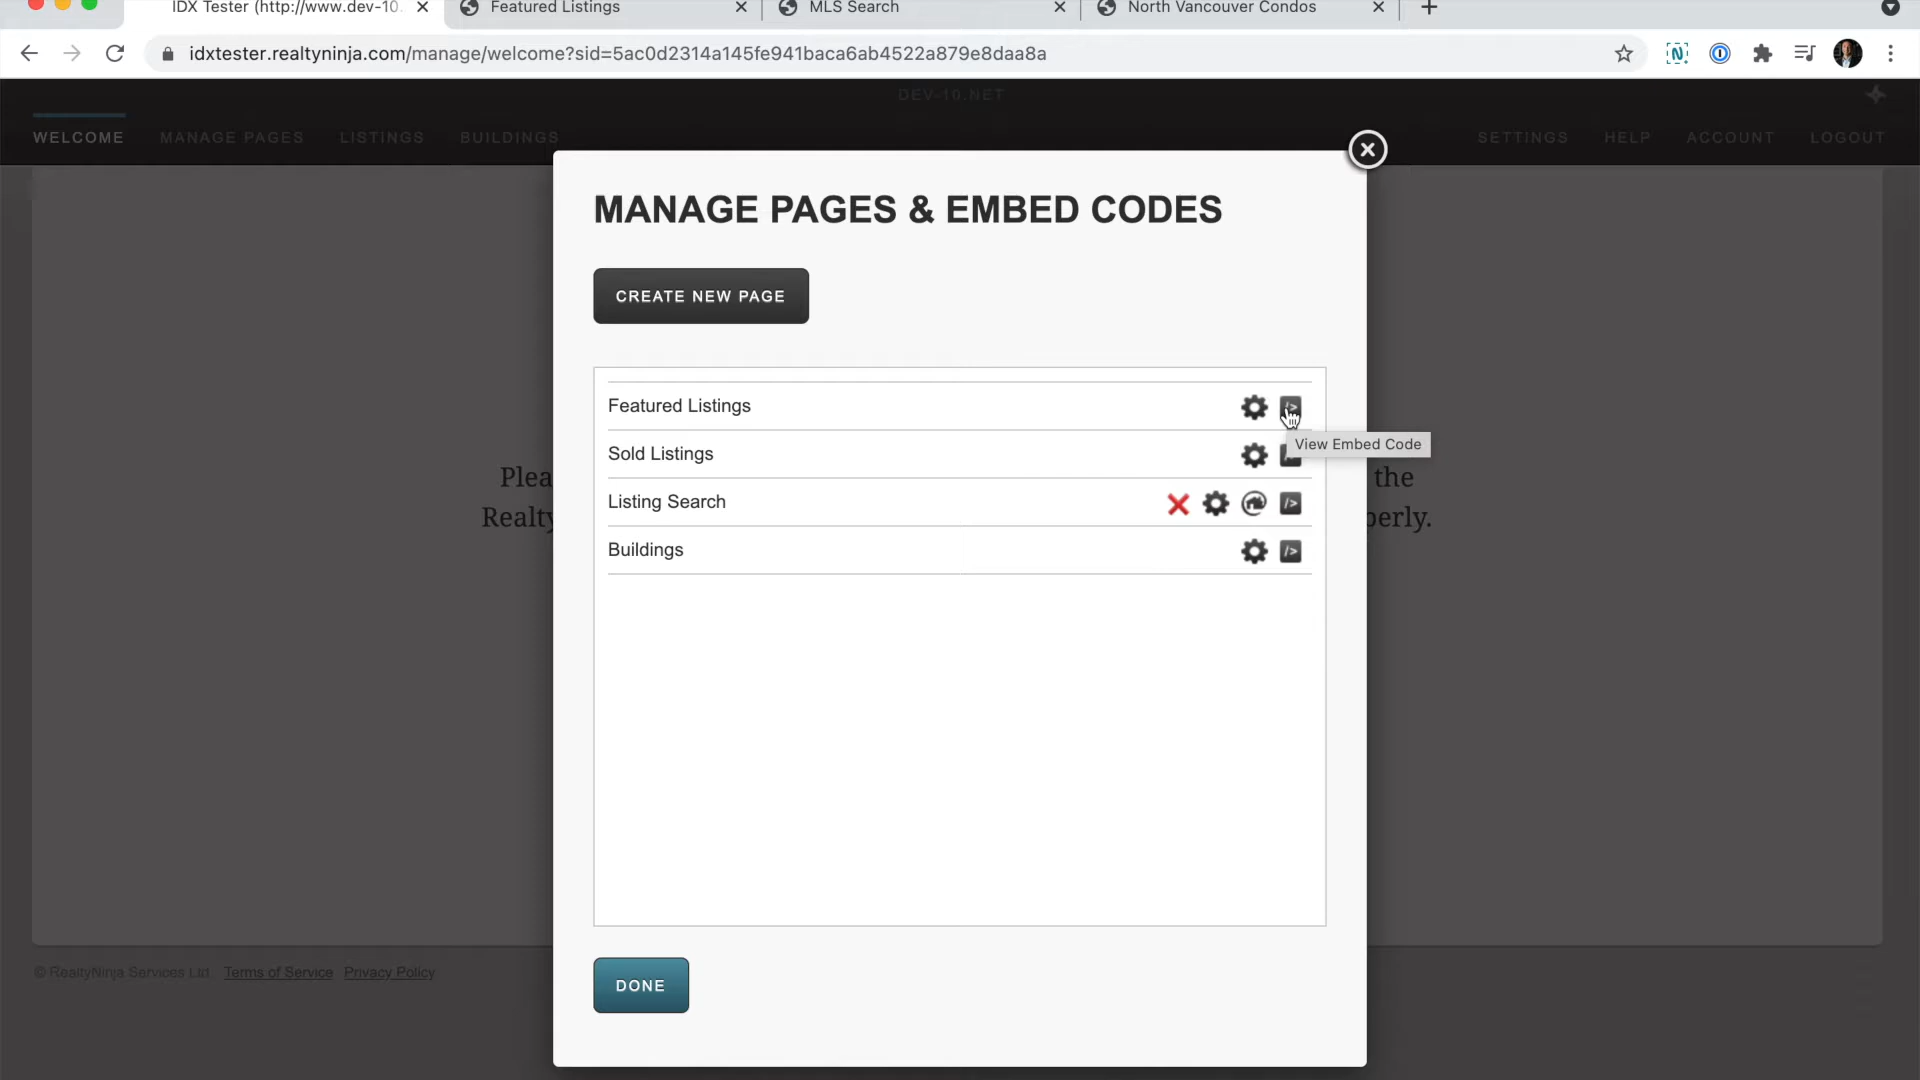 IDX Tester (http://www.dev-10.
Featured Listings
MLS Search
North Vancouver Condos
idxtester.realtyninja.com/manage/welcome?sid=5ac0d2314a145fe941baca6ab4522a879e8daa8a
DEV-10.NET
WELCOME
MANAGE PAGES
LISTINGS
BUILDINGS
SETTINGS
HELP
ACCOUNT
LOGOUT
MANAGE PAGES & EMBED CODES
CREATE NEW PAGE
Featured Listings
View Embed Code
Sold Listings
Plea
the
Listing Search
Realty
perly.
Buildings
© RealtyNinja Services Ltd. Terms of Service Privacy Policy
DONE